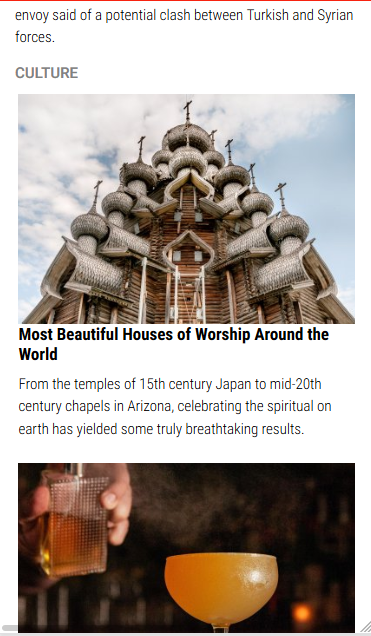 envoy said of a potential clash between Turkish and Syrian
forces.
CULTURE
Most Beautiful Houses of Worship Around the
World
From the temples of 15th century Japan to mid-20th
century chapels in Arizona, celebrating the spiritual on
earth has yielded some truly breathtaking results.